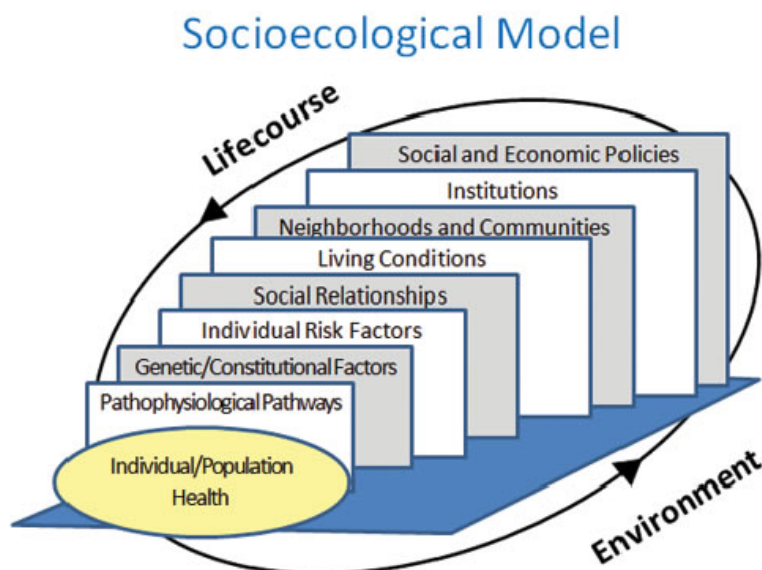 Socioecological Model
Lifecourse
Social and Economic Policies
Institutions
Neighborhoods and Communities
Living Conditions
Social Relationships
Individual Risk Factors
Genetic/Constitutional Factors
Pathophysiological Pathways
Individual/Population
Health
Environment